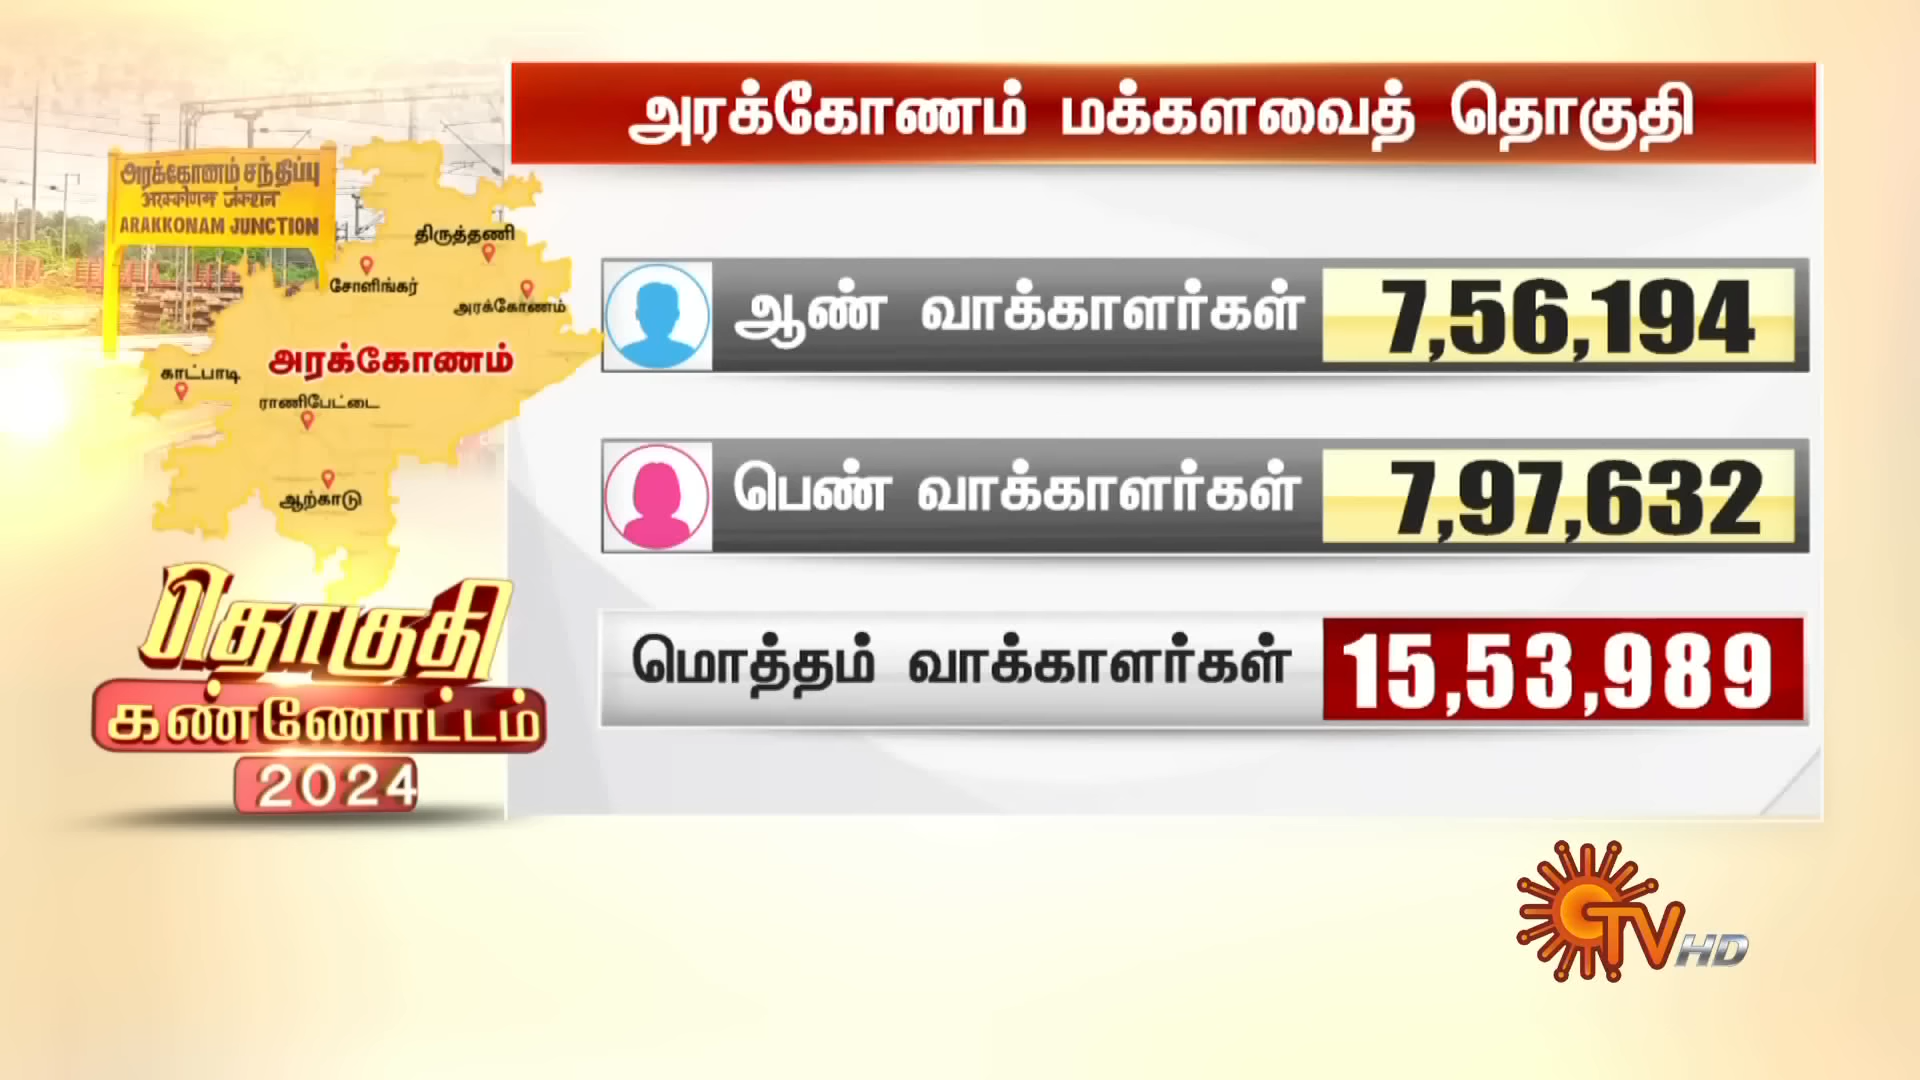 அரக்கோணம் மக்களவைத் தொகுதி
அரக்கோணம் சந்திப்பு
ARAKKONAM JUNCTION
திருத்தணி
சோளிங்கர்
அரக்கோணம்
அரக்கோணம்
காட்பாடி
ராணிபேட்டை
ஆற்காடு
ஆண் வாக்காளர்கள் 7,56,194
பெண் வாக்காளர்கள் 7,97,632
மொத்தம் வாக்காளர்கள் 15,53,989
தொகுதி
கண்ணோட்டம்
2024
TV HD